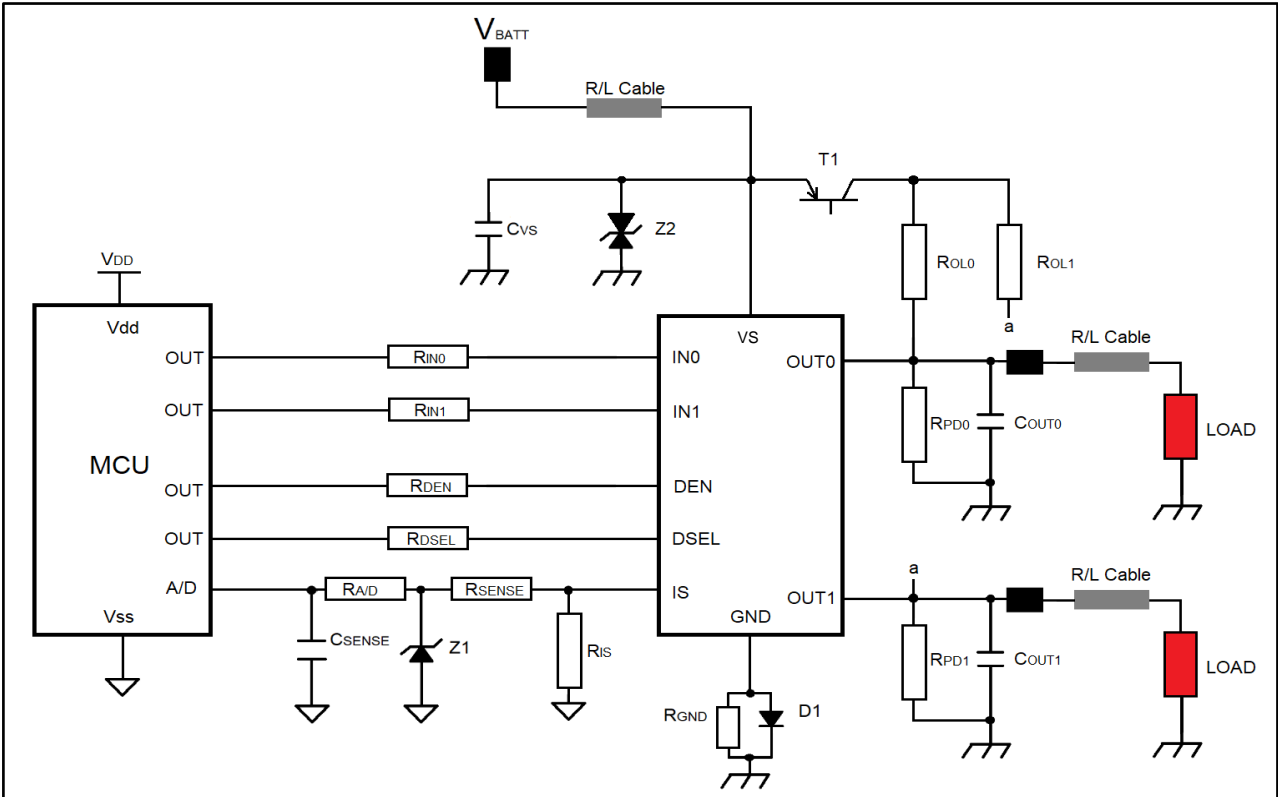 VBATT
R/L Cable
T1
CVS
Z2
ROL0
ROL1
a
VDD
Vdd
VS
OUT
RIN0
IN0
OUT0
R/L Cable
OUT
RIN1
IN1
RPD0
COUT0
LOAD
MCU
OUT
RDEN
DEN
OUT
RDSEL
DSEL
A/D
RA/D
RSENSE
IS
a
R/L Cable
OUT1
Vss
GND
CSENSE
Z1
RIS
RPD1
COUT1
LOAD
RGND
D1